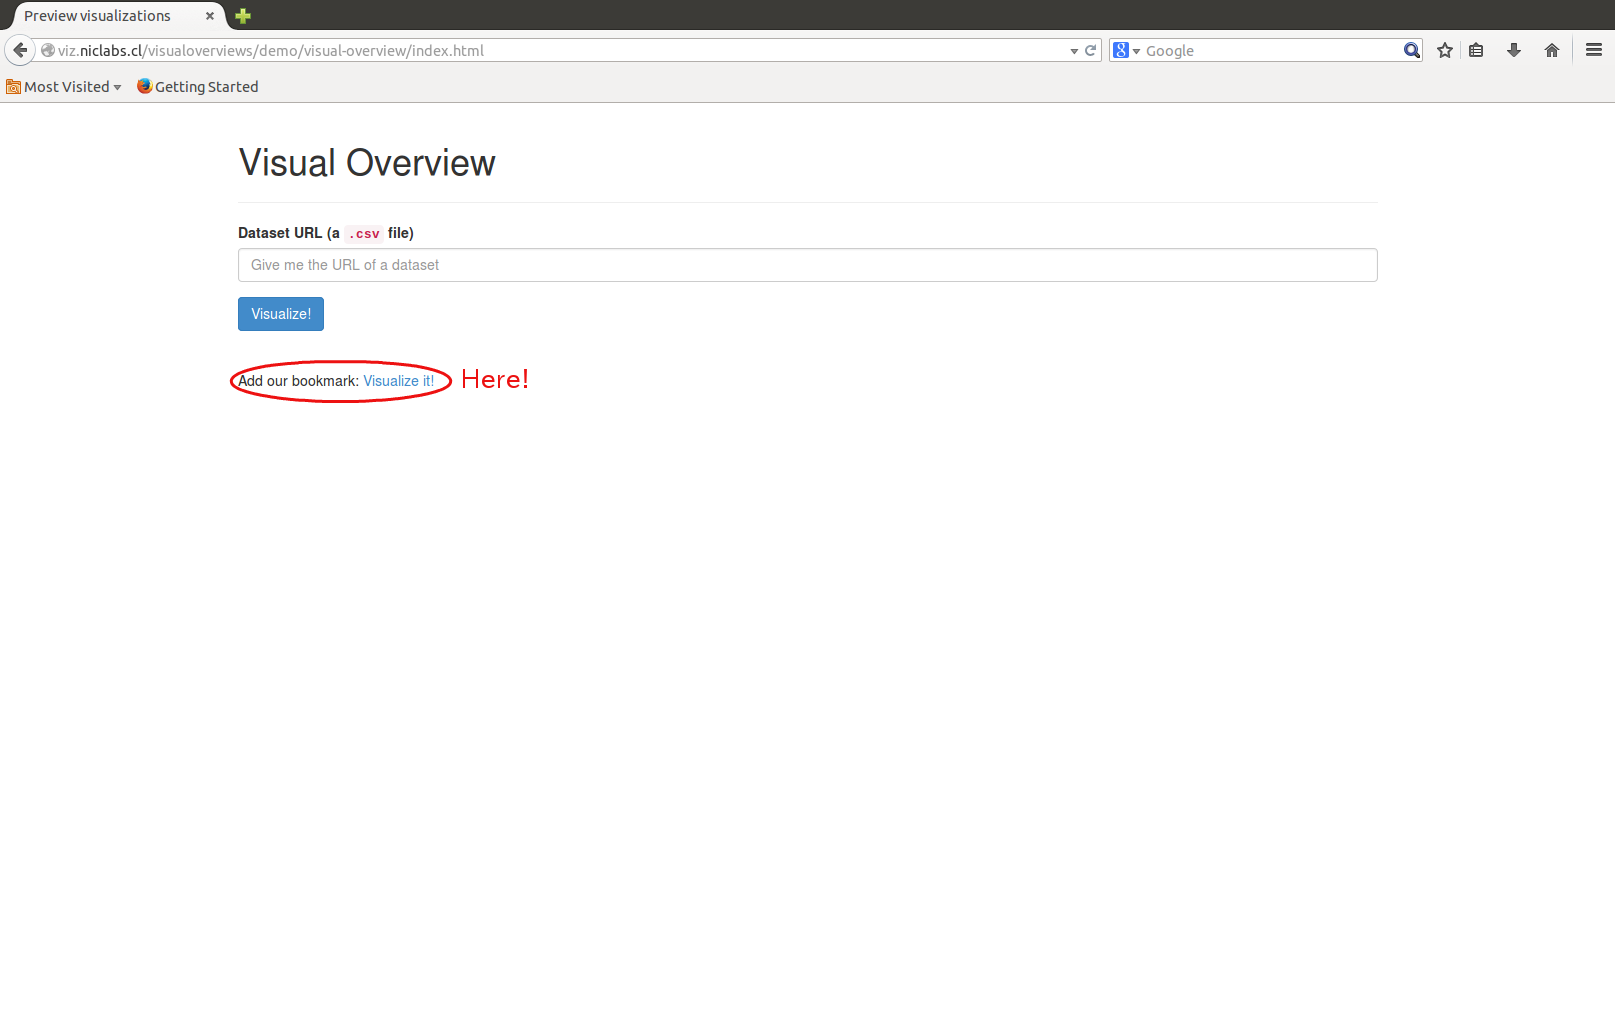 Preview visualizations
viz.niclabs.cl/visualoverviews/demo/visual-overview/index.html
8 Google
Most Visited Getting Started
Visual Overview
Dataset URL (a .csv file)
Give me the URL of a dataset
Visualize!
Add our bookmark: Visualize it! Here!